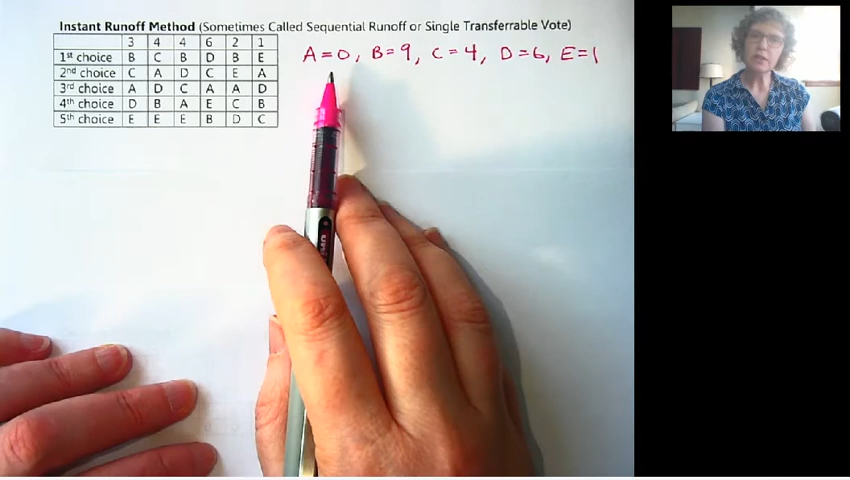 Instant Runoff Method (Sometimes Called Sequential Runoff or Single Transferrable Vote)
3 4 4 6 2 1
1st choice B C B D B E
2nd choice C A D C E A
3rd choice A D C A A D
4th choice D B A E C B
5th choice E E E B D C
A=0, B=9, C=4, D=6, E=1